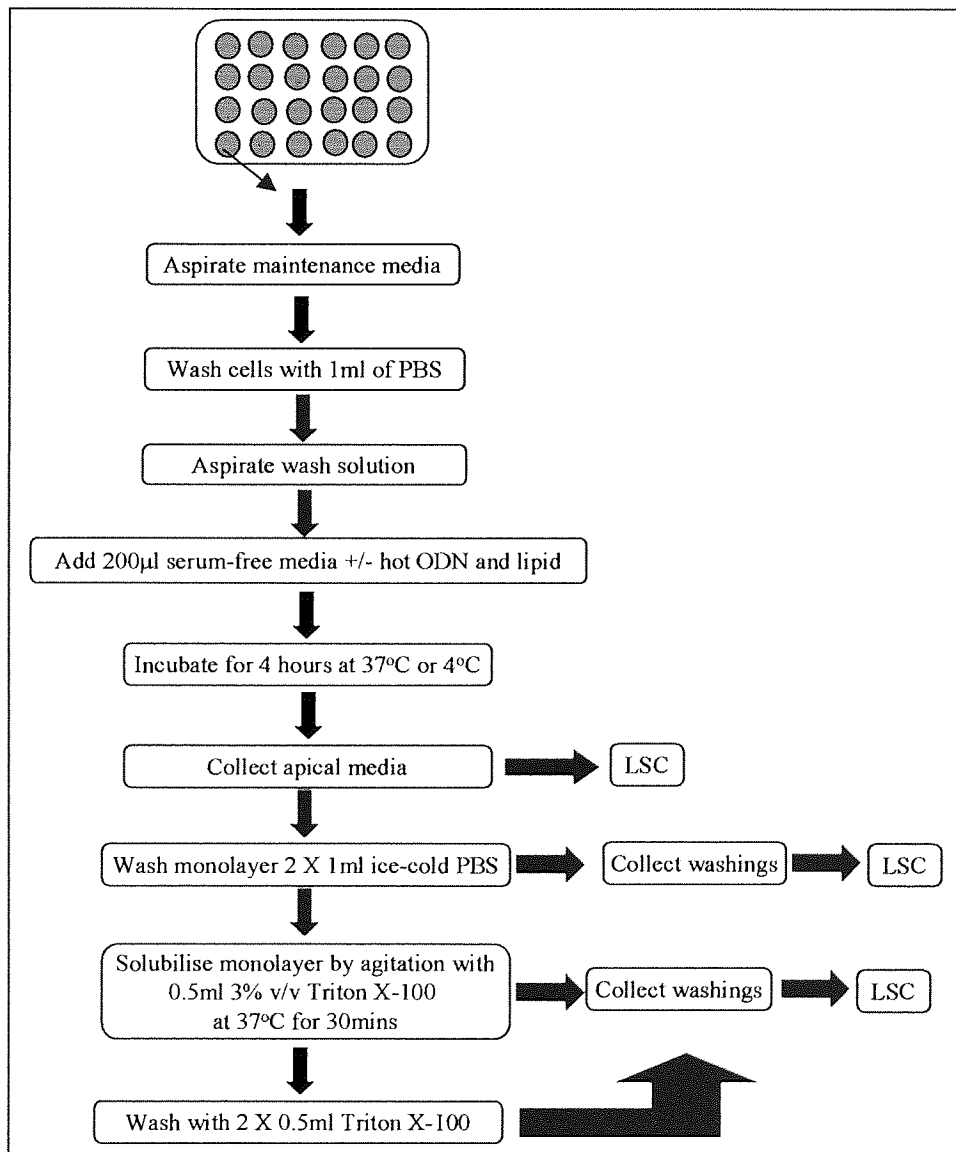 Aspirate maintenance media
Wash cells with 1ml of PBS
Aspirate wash solution
Add 200µl serum-free media +/- hot ODN and lipid
Incubate for 4 hours at 37°C or 4°C
Collect apical media
LSC
Wash monolayer 2 X 1ml ice-cold PBS
Collect washings
LSC
Solubilise monolayer by agitation with
0.5ml 3% v/v Triton X-100
at 37°C for 30mins
Collect washings
LSC
Wash with 2 X 0.5ml Triton X-100